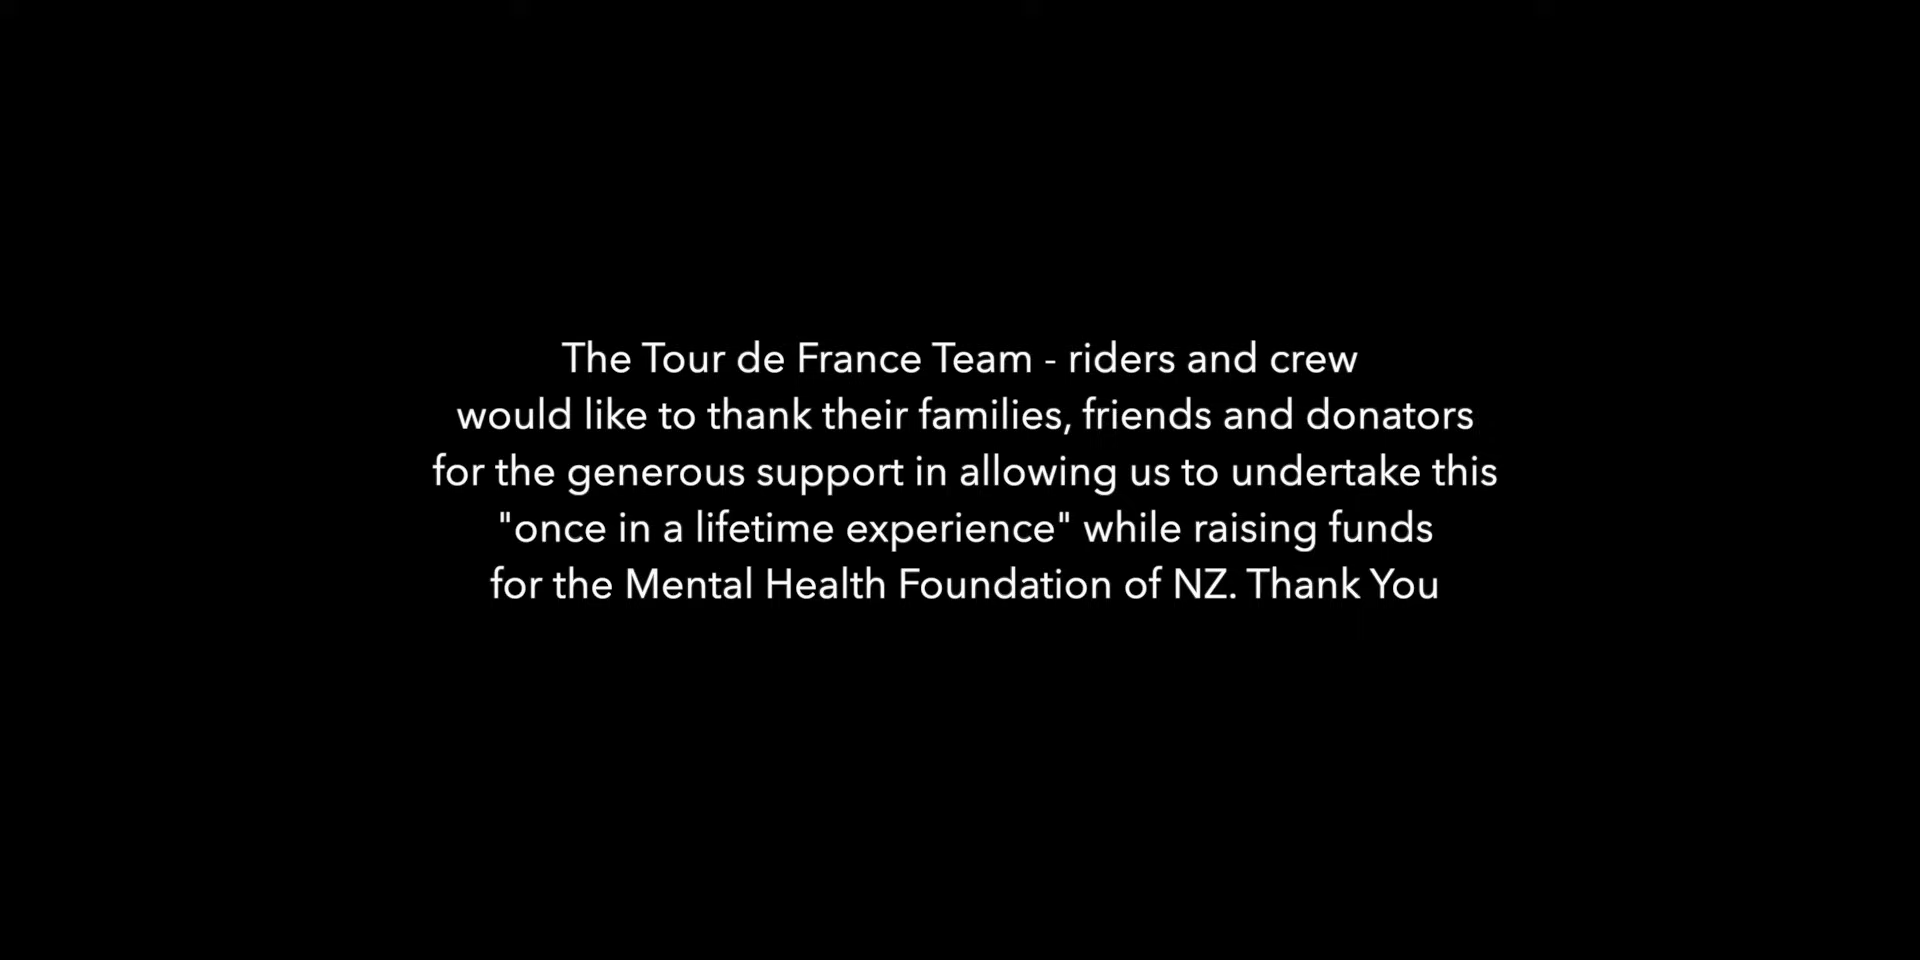 The Tour de France Team - riders and crew
would like to thank their families, friends and donators
for the generous support in allowing us to undertake this
"once in a lifetime experience" while raising funds
for the Mental Health Foundation of NZ. Thank You